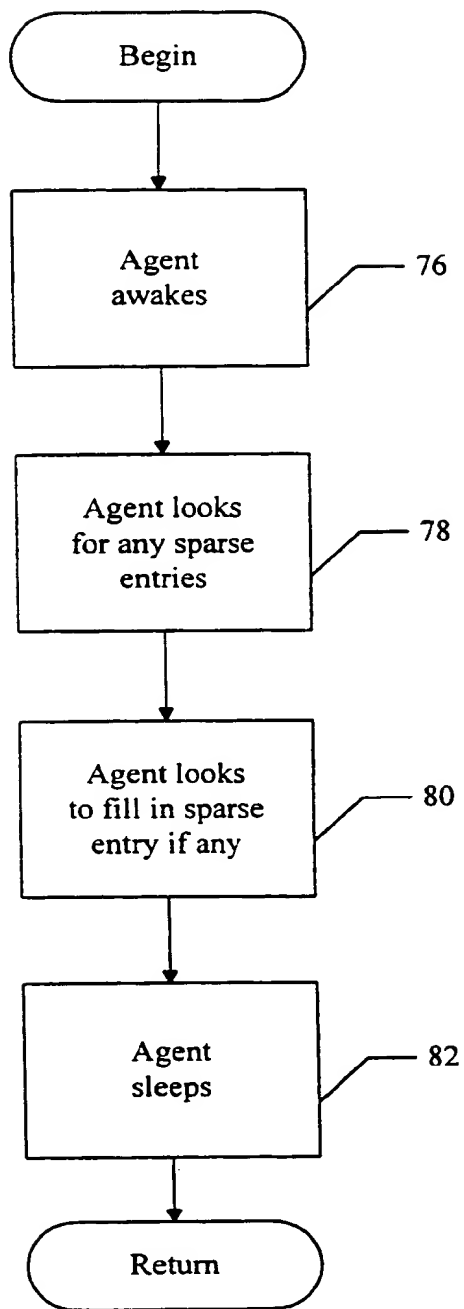 Begin
Agent
awakes
76
Agent looks
for any sparse
entries
78
Agent looks
to fill in sparse
entry if any
80
Agent
sleeps
82
Return